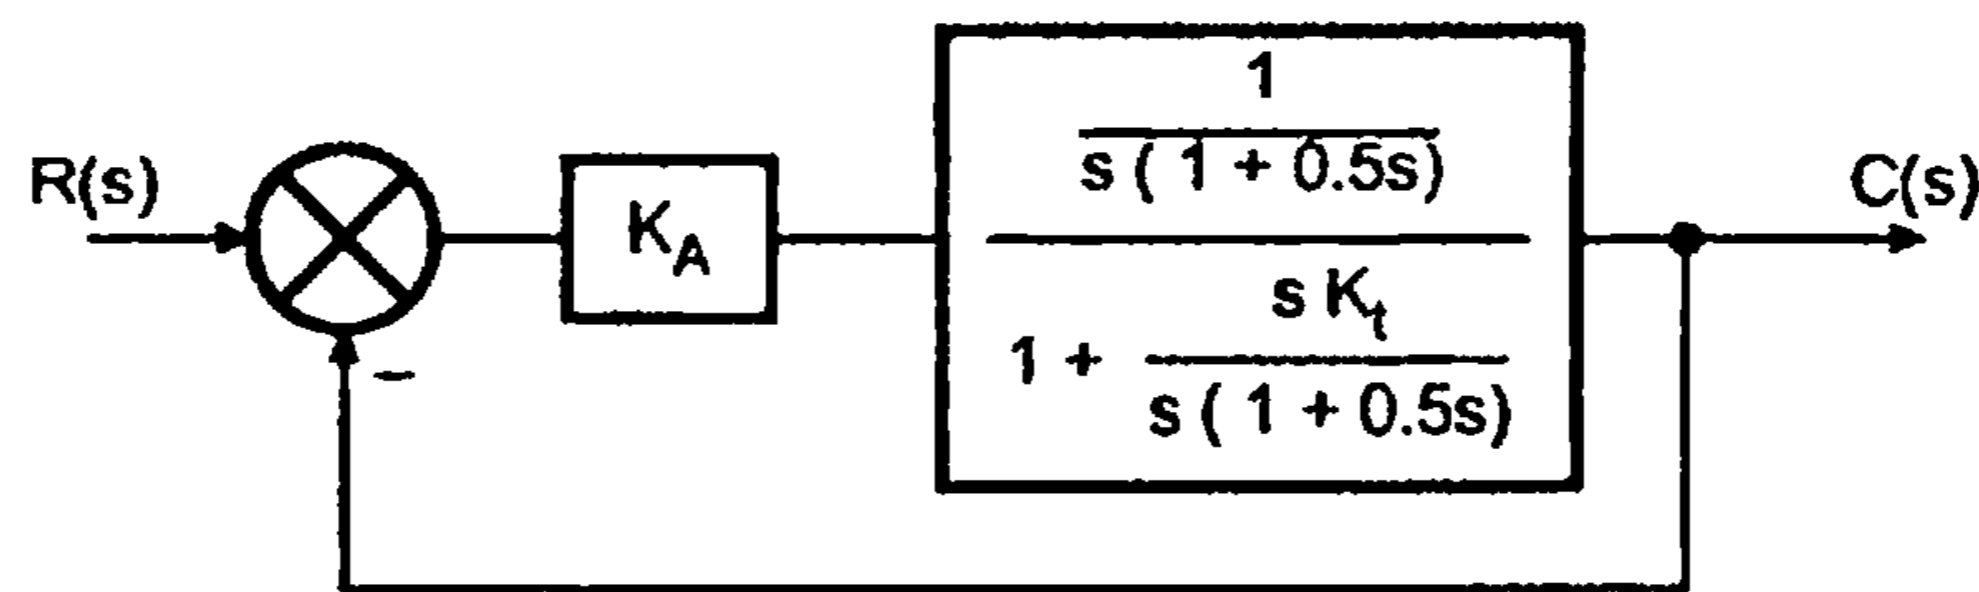 R(s)
K_A
1
s ( 1 + 0.5s)
s K_t
1 +
s ( 1 + 0.5s)
C(s)
−